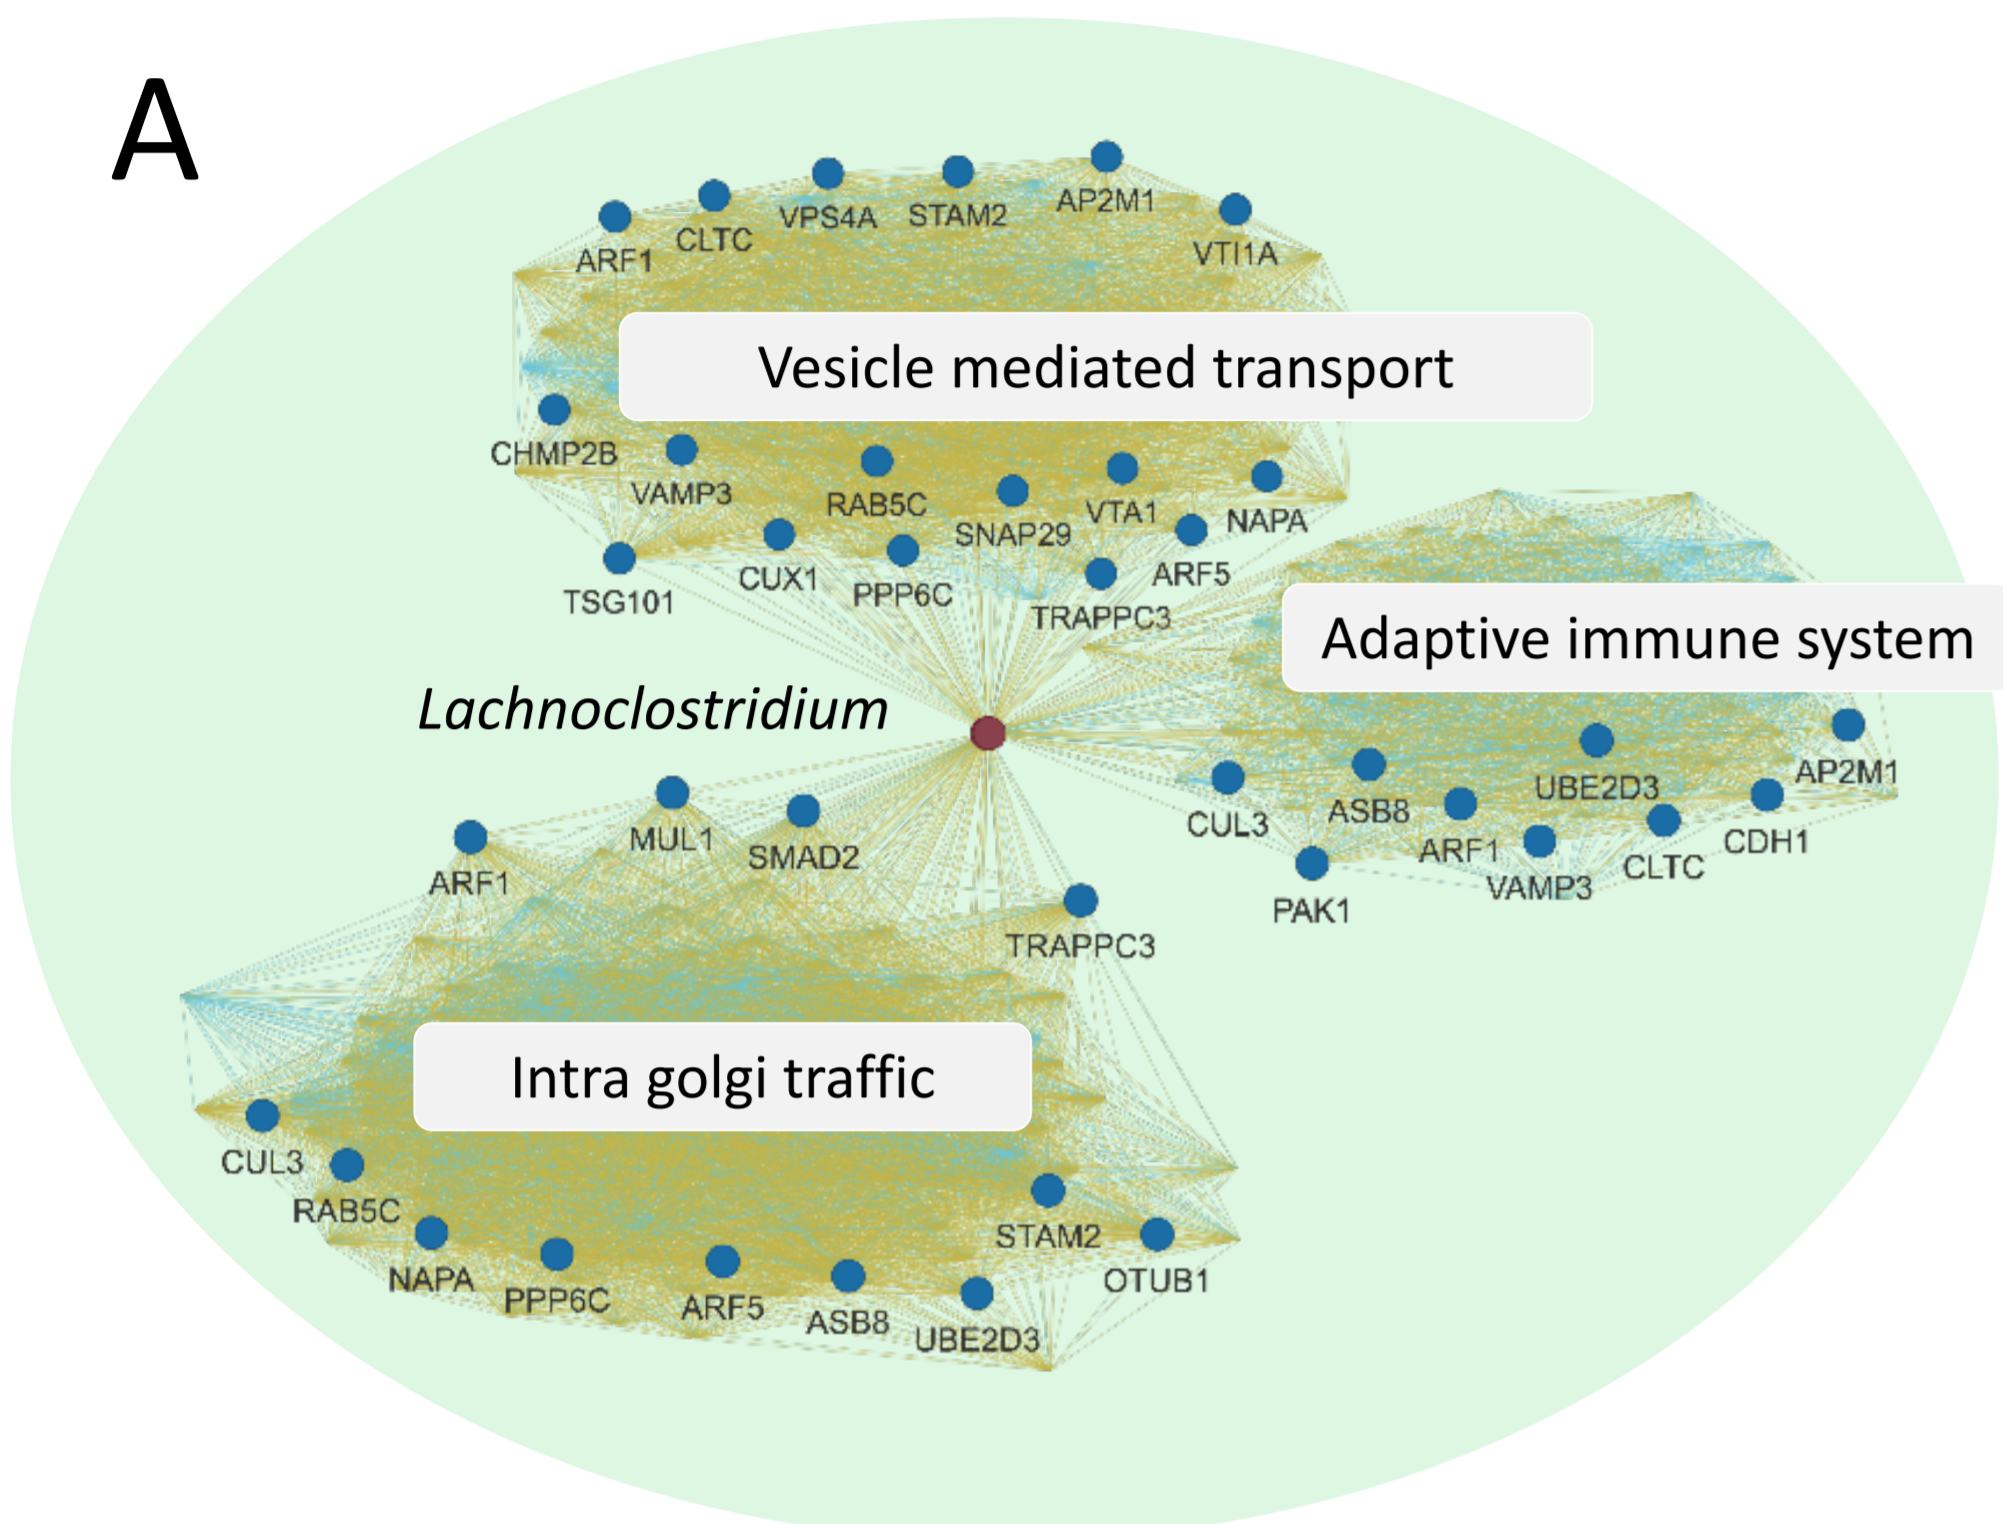 A
AP2M1
VPS4A
STAM2
CLTC
ARF1
VTI1A
Vesicle mediated transport
CHMP2B
VAMP3
RAB5C
SNAP29
VTA1
NAPA
TSG101
CUX1
PPP6C
ARF5
TRAPPC3
Adaptive immune system
Lachnoclostridium
AP2M1
UBE2D3
ASB8
CUL3
ARF1
CDH1
CLTC
VAMP3
PAK1
MUL1
SMAD2
ARF1
TRAPPC3
Intra golgi traffic
CUL3
RAB5C
STAM2
NAPA
PPP6C
ARF5
ASB8
UBE2D3
OTUB1